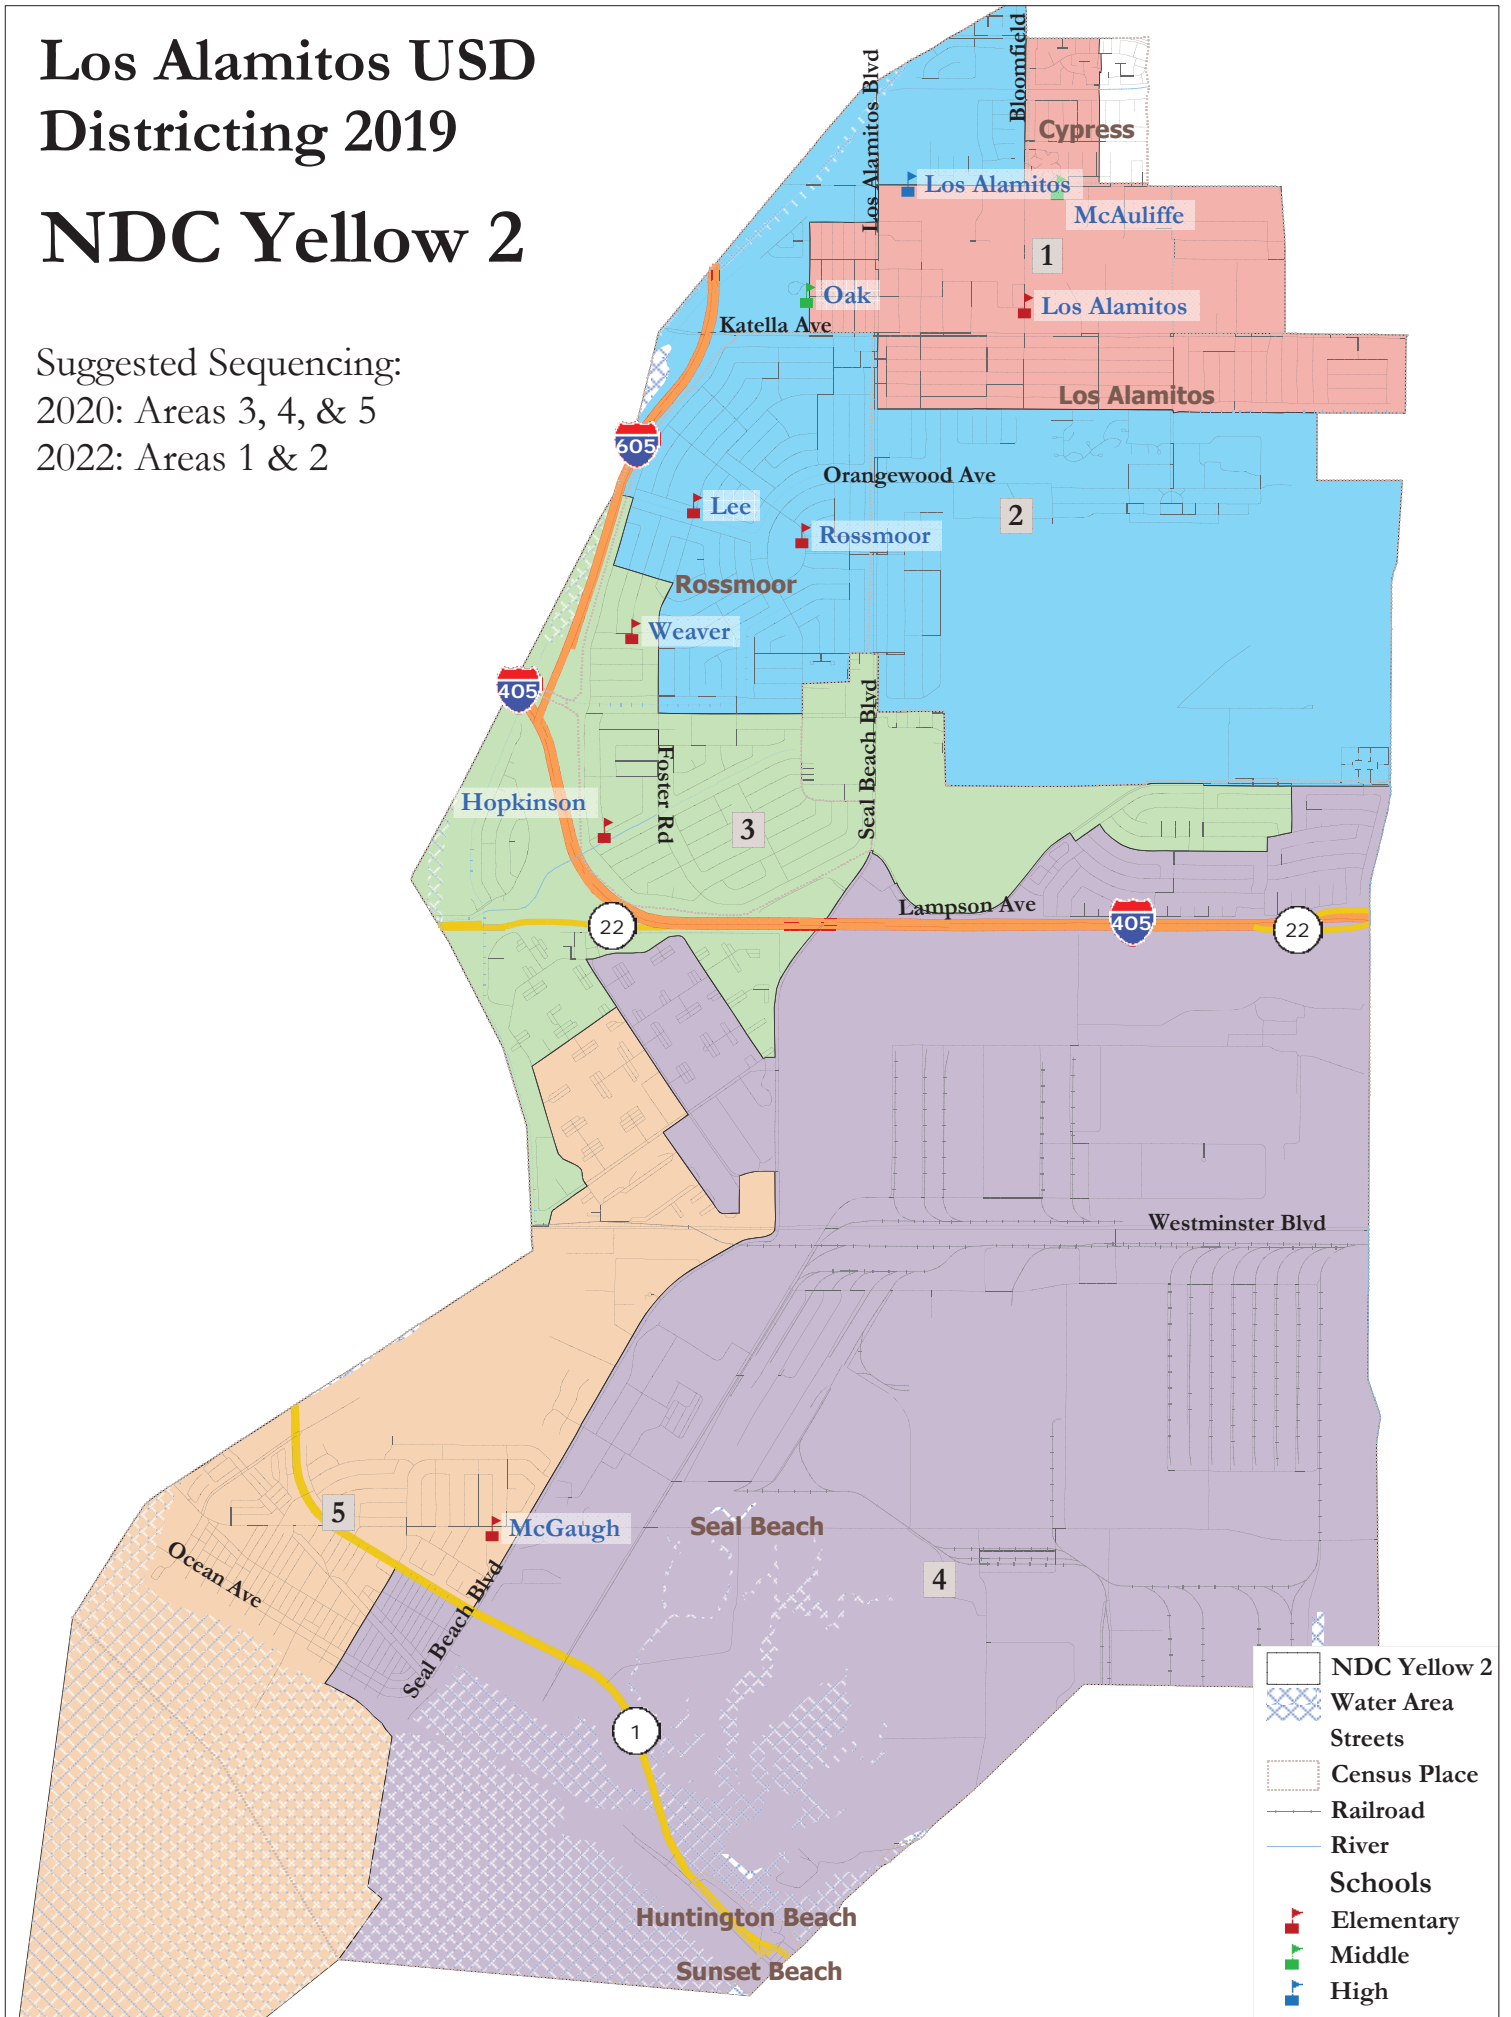 Los Alamitos USD
Districting 2019
NDC Yellow 2
Suggested Sequencing:
2020: Areas 3, 4, & 5
2022: Areas 1 & 2
Los Alamitos Blvd
Bloomfield
Cypress
Los Alamitos
McAuliffe
1
Oak
Los Alamitos
Katella Ave
Los Alamitos
605
Orangewood Ave
Lee
2
Rossmoor
Rossmoor
Weaver
405
Seal Beach Blvd
Foster Rd
Hopkinson
3
Lampson Ave
22
405
22
Westminster Blvd
5
McGaugh
Seal Beach
Ocean Ave
4
Seal Beach Blvd
1
Huntington Beach
Sunset Beach
NDC Yellow 2
Water Area
Streets
Census Place
Railroad
River
Schools
Elementary
Middle
High